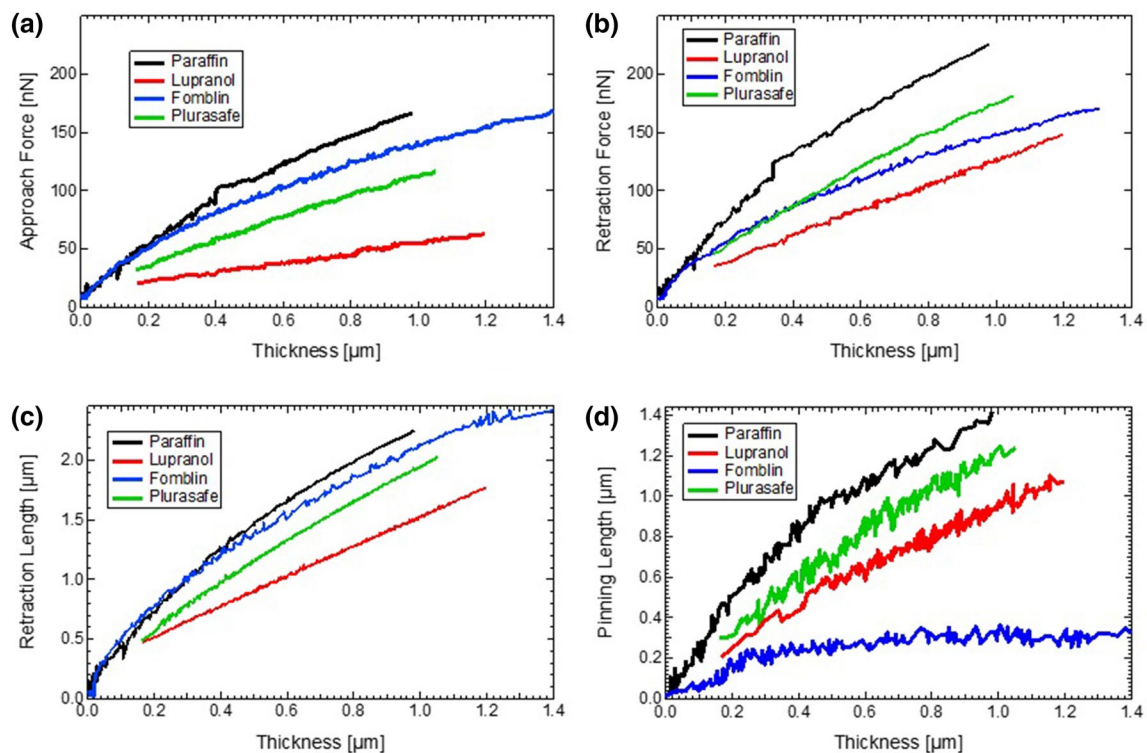 (a)
Approach Force [nN]
200
150
100
50
0
Paraffin
Lupranol
Fomblin
Plurasafe
0.0 0.2 0.4 0.6 0.8 1.0 1.2 1.4
Thickness [µm]
(b)
Retraction Force [nN]
200
150
100
50
0
Paraffin
Lupranol
Fomblin
Plurasafe
0.0 0.2 0.4 0.6 0.8 1.0 1.2 1.4
Thickness [µm]
(c)
Retraction Length [µm]
2.0
1.5
1.0
0.5
0.0
Paraffin
Lupranol
Fomblin
Plurasafe
0.0 0.2 0.4 0.6 0.8 1.0 1.2 1.4
Thickness [µm]
(d)
Pinning Length [µm]
1.4
1.2
1.0
0.8
0.6
0.4
0.2
0.0
Paraffin
Lupranol
Fomblin
Plurasafe
0.0 0.2 0.4 0.6 0.8 1.0 1.2 1.4
Thickness [µm]